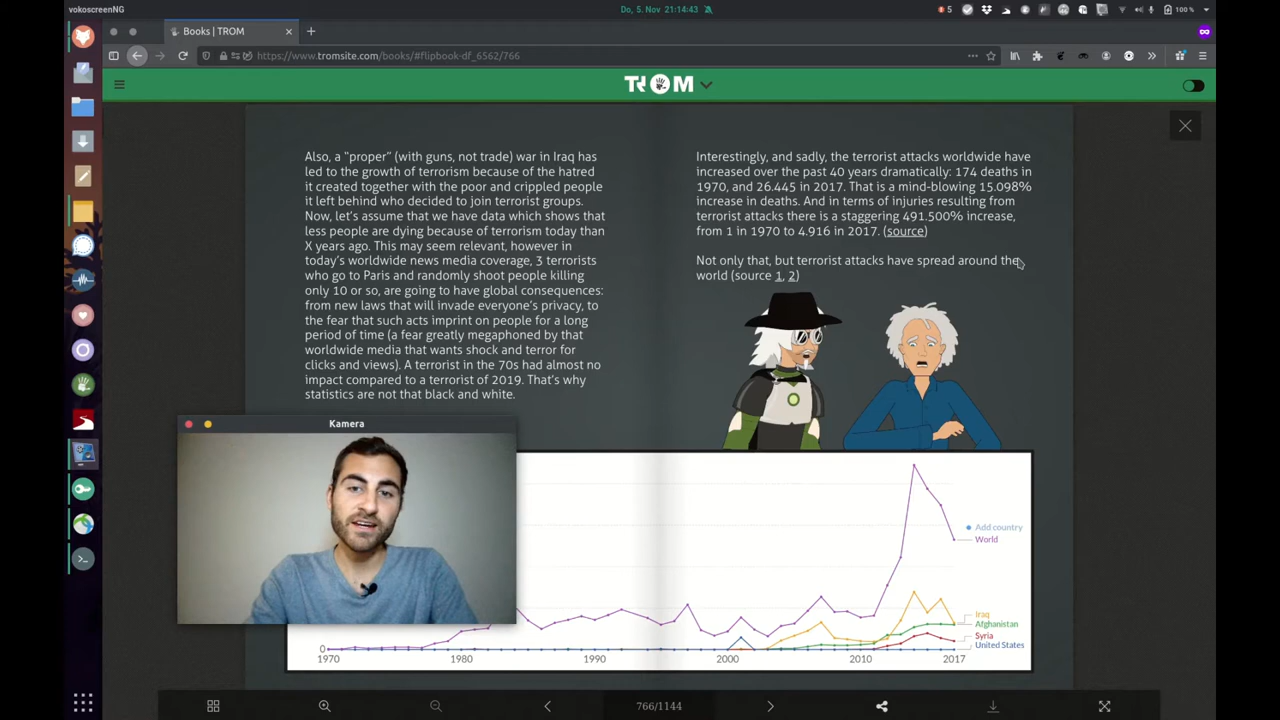 vokoscreenNG
Do, 5. Nov 21:14:43
5
100 %
Books | TROM
https://www.tromsite.com/books/#flipbook-df_6562/766
TROM
Also, a "proper" (with guns, not trade) war in Iraq has
led to the growth of terrorism because of the hatred
it created together with the poor and crippled people
it left behind who decided to join terrorist groups.
Now, let's assume that we have data which shows that
less people are dying because of terrorism today than
X years ago. This may seem relevant, however in
today's worldwide news media coverage, 3 terrorists
who go to Paris and randomly shoot people killing
only 10 or so, are going to have global consequences:
from new laws that will invade everyone's privacy, to
the fear that such acts imprint on people for a long
period of time (a fear greatly megaphoned by that
worldwide media that wants shock and terror for
clicks and views). A terrorist in the 70s had almost no
impact compared to a terrorist of 2019. That's why
statistics are not that black and white.
Interestingly, and sadly, the terrorist attacks worldwide have
increased over the past 40 years dramatically: 174 deaths in
1970, and 26.445 in 2017. That is a mind-blowing 15.098%
increase in deaths. And in terms of injuries resulting from
terrorist attacks there is a staggering 491.500% increase,
from 1 in 1970 to 4.916 in 2017. (source)
Not only that, but terrorist attacks have spread around the
world (source 1, 2)
Kamera
Add country
World
Iraq
Afghanistan
Syria
United States
0
1970
1980
1990
2000
2010
2017
766/1144